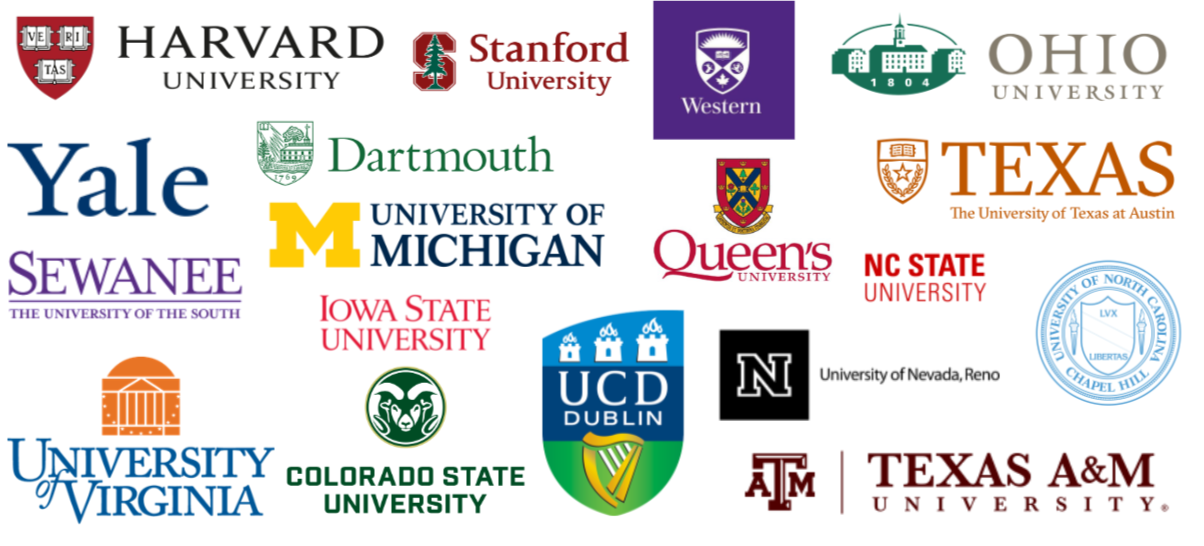 VE RI
TAS
HARVARD
UNIVERSITY
Stanford
University
Western
1804
OHIO
UNIVERSITY
Yale
1769
Dartmouth
TEXAS
The University of Texas at Austin
M
UNIVERSITY OF
MICHIGAN
Queen's
UNIVERSITY
SEWANEE
THE UNIVERSITY OF THE SOUTH
NC STATE
UNIVERSITY
IOWA STATE
UNIVERSITY
UNIVERSITY OF NORTH CAROLINA
LVX
LIBERTAS
CHAPEL HILL
UCD
DUBLIN
N
University of Nevada, Reno
UNIVERSITY
of VIRGINIA
COLORADO STATE
UNIVERSITY
ATM
TEXAS A&M
UNIVERSITY®